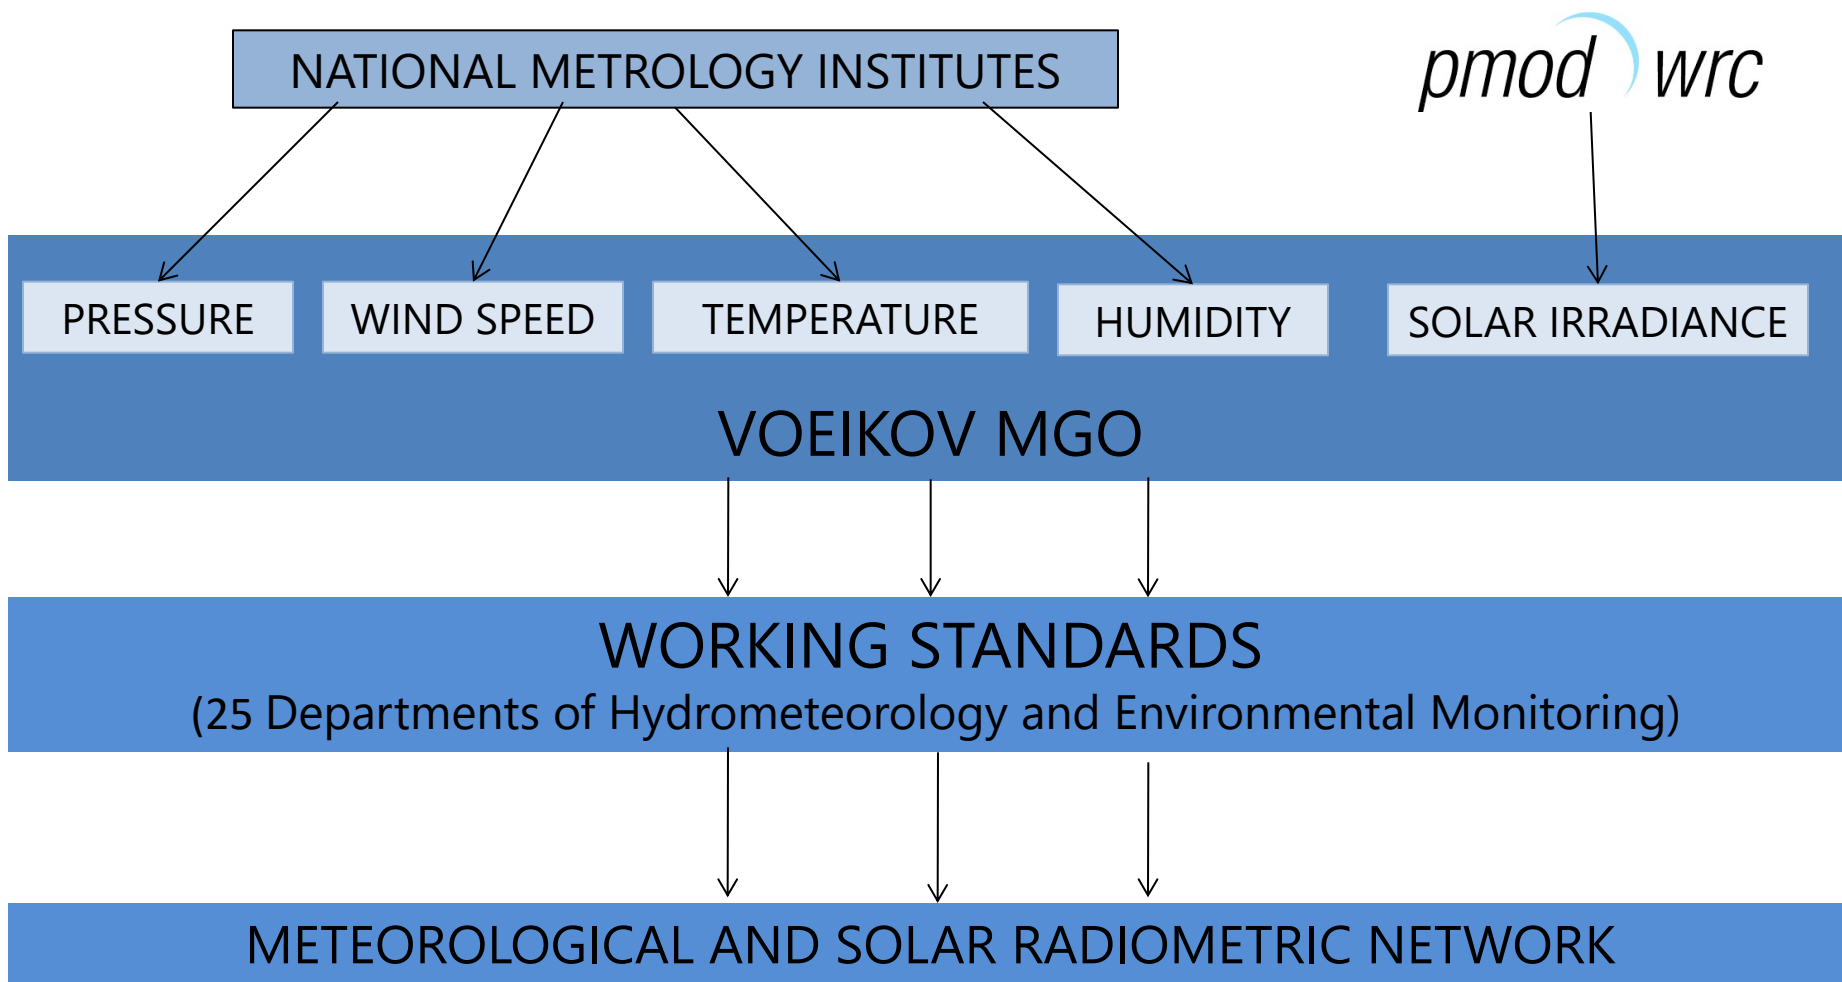 NATIONAL METROLOGY INSTITUTES
pmod wrc
PRESSURE
WIND SPEED
TEMPERATURE
HUMIDITY
SOLAR IRRADIANCE
VOEIKOV MGO
WORKING STANDARDS
(25 Departments of Hydrometeorology and Environmental Monitoring)
METEOROLOGICAL AND SOLAR RADIOMETRIC NETWORK